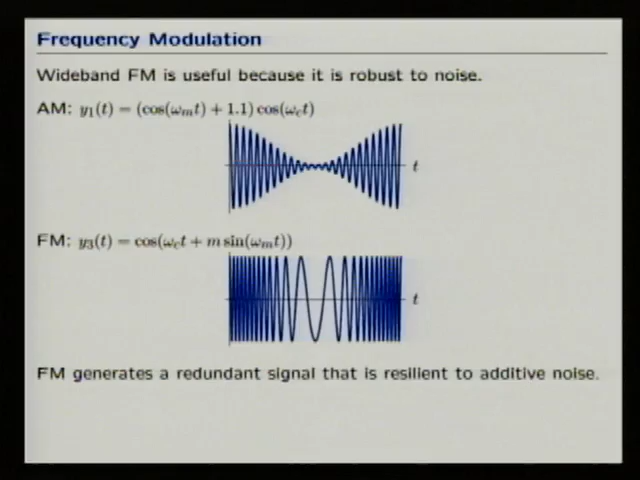 Frequency Modulation
Wideband FM is useful because it is robust to noise.
AM: y₁(t) = (cos(ωₘt) + 1.1) cos(ω꜀t)
t
FM: y₃(t) = cos(ω꜀t + m sin(ωₘt))
t
FM generates a redundant signal that is resilient to additive noise.